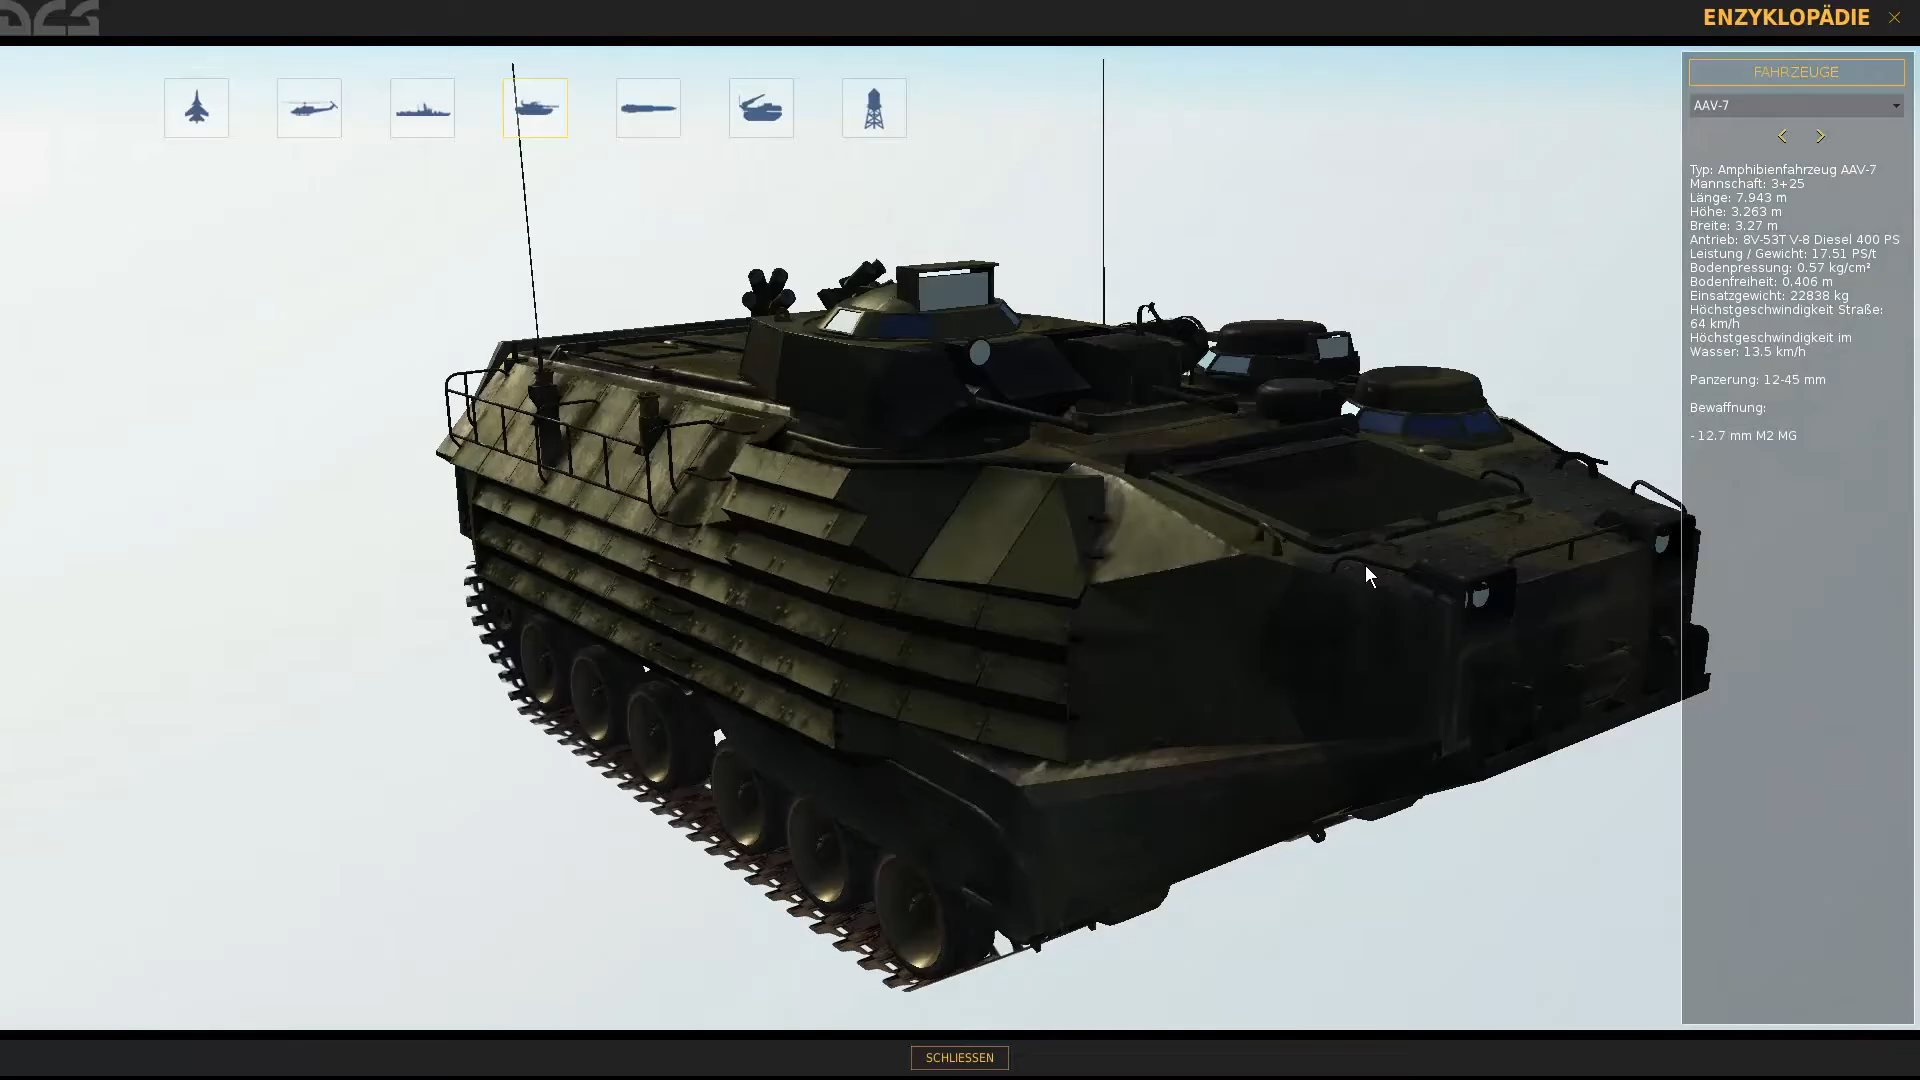 DCS
ENZYKLOPÄDIE
FAHRZEUGE
AAV-7
Typ: Amphibienfahrzeug AAV-7
Mannschaft: 3+25
Länge: 7.943 m
Höhe: 3.263 m
Breite: 3.27 m
Antrieb: 8V-53T V-8 Diesel 400 PS
Leistung / Gewicht: 17.51 PS/t
Bodenpressung: 0.57 kg/cm²
Bodenfreiheit: 0.406 m
Einsatzgewicht: 22838 kg
Höchstgeschwindigkeit Straße:
64 km/h
Höchstgeschwindigkeit im
Wasser: 13.5 km/h
Panzerung: 12-45 mm
Bewaffnung:
- 12.7 mm M2 MG
SCHLIESSEN